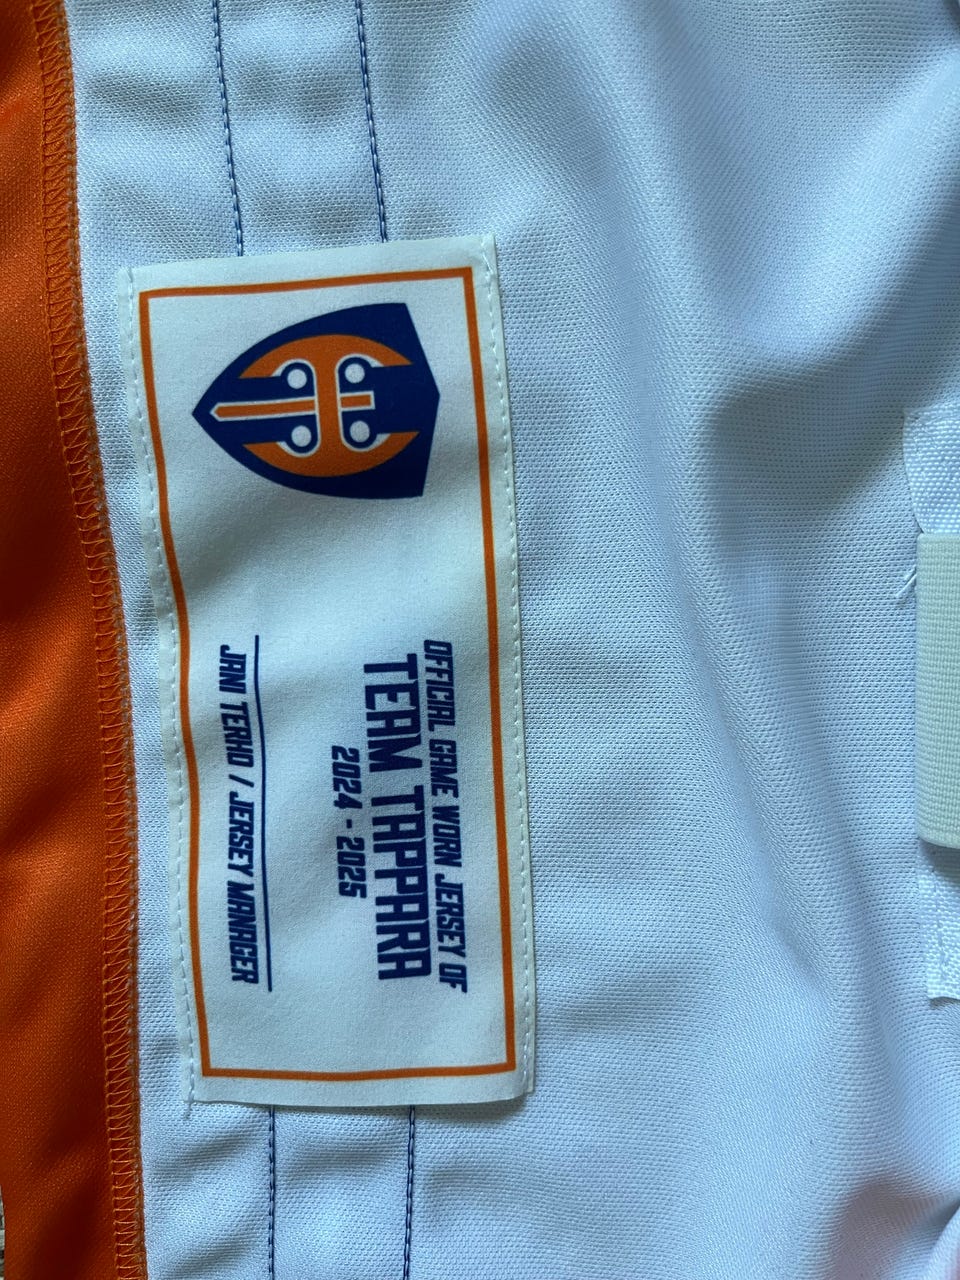 OFFICIAL GAME WORN JERSEY OF
TEAM TAPPARA
2024 - 2025
JANI TERHO / JERSEY MANAGER